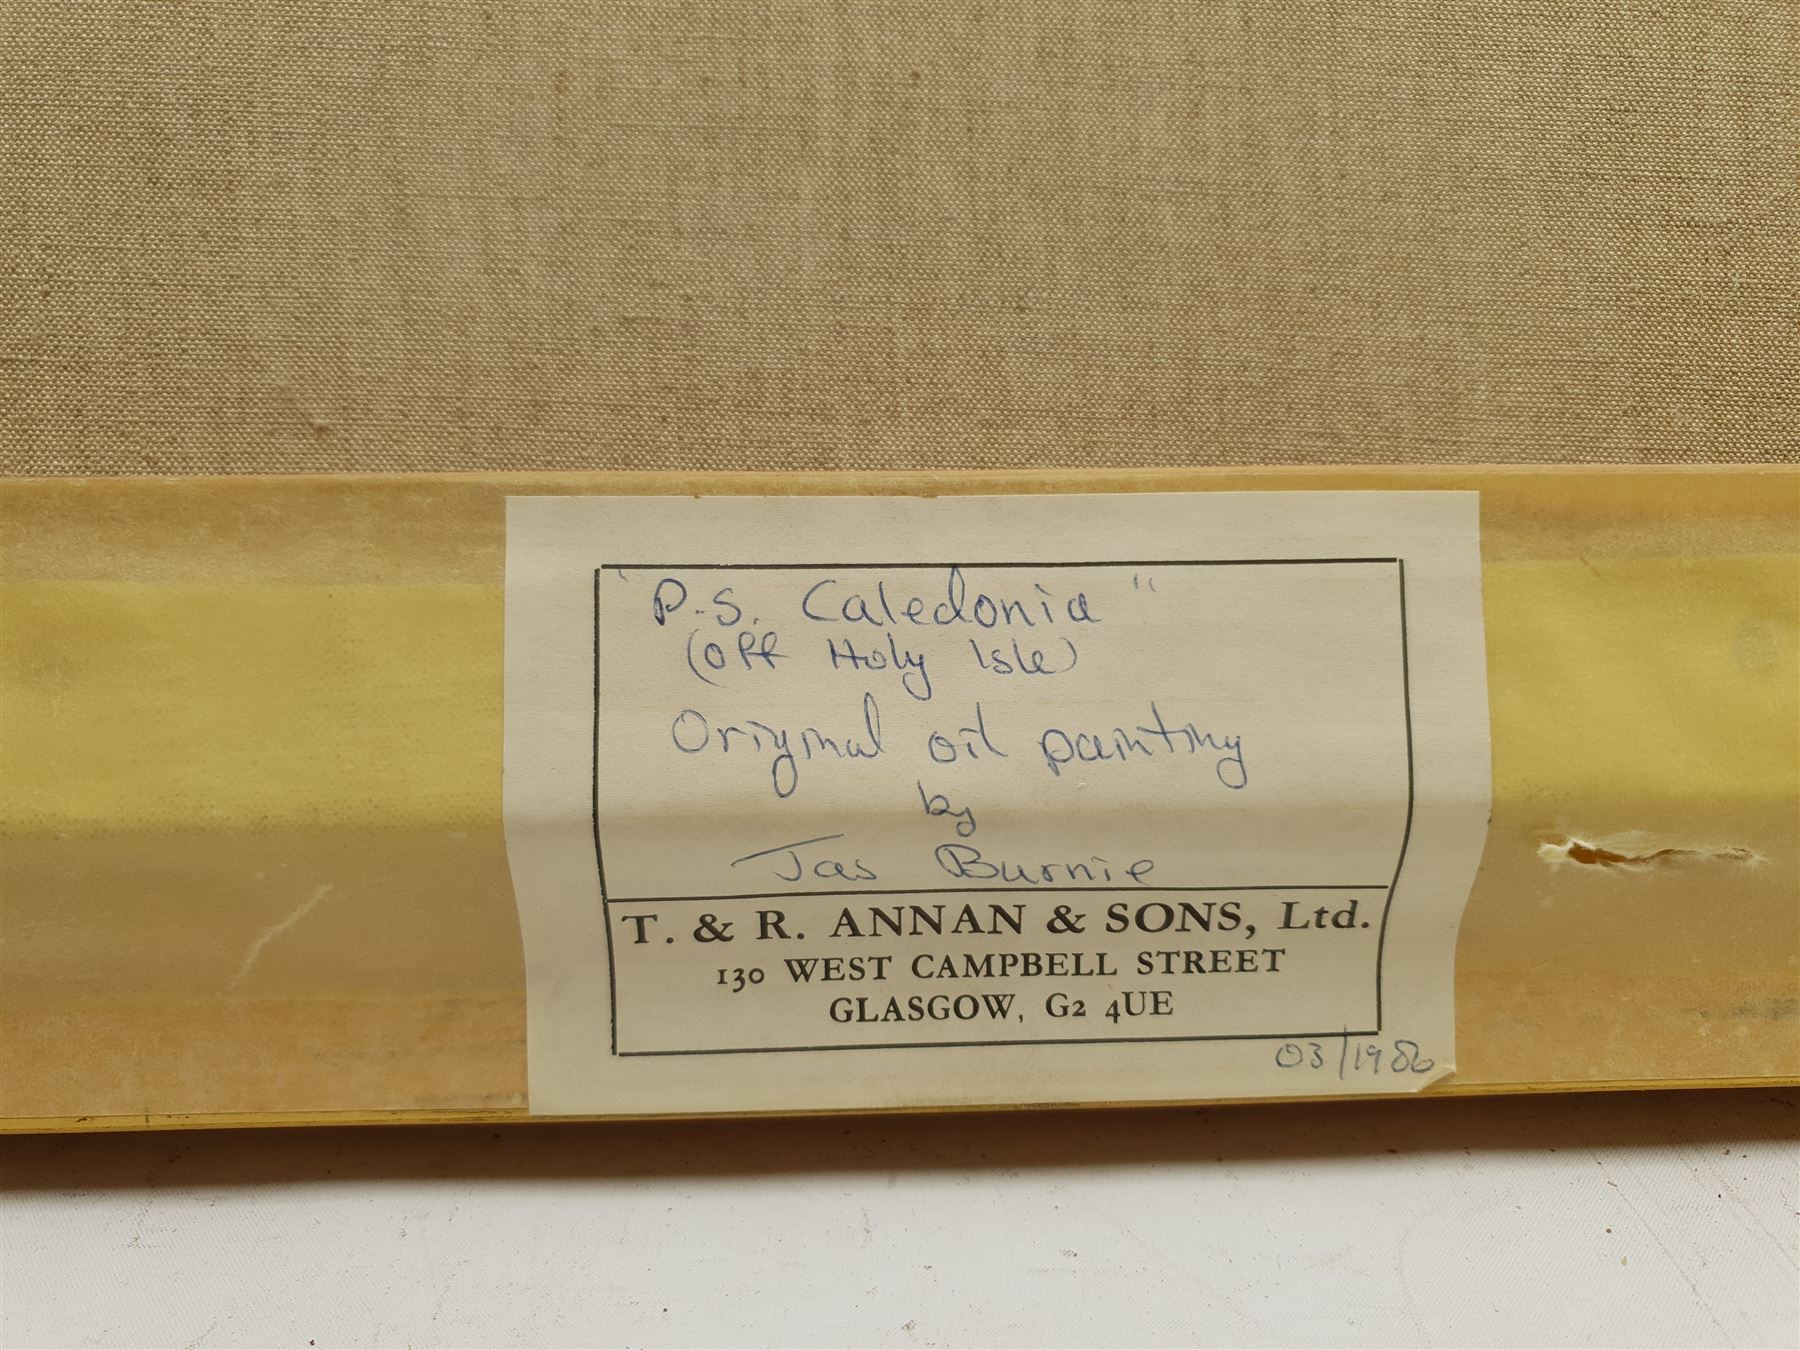 "P.S. Caledonia"
(off Holy Isle)
Original oil painting
by
Jas Burnie
T. & R. ANNAN & SONS, Ltd.
130 WEST CAMPBELL STREET
GLASGOW, G2 4UE
03/1986